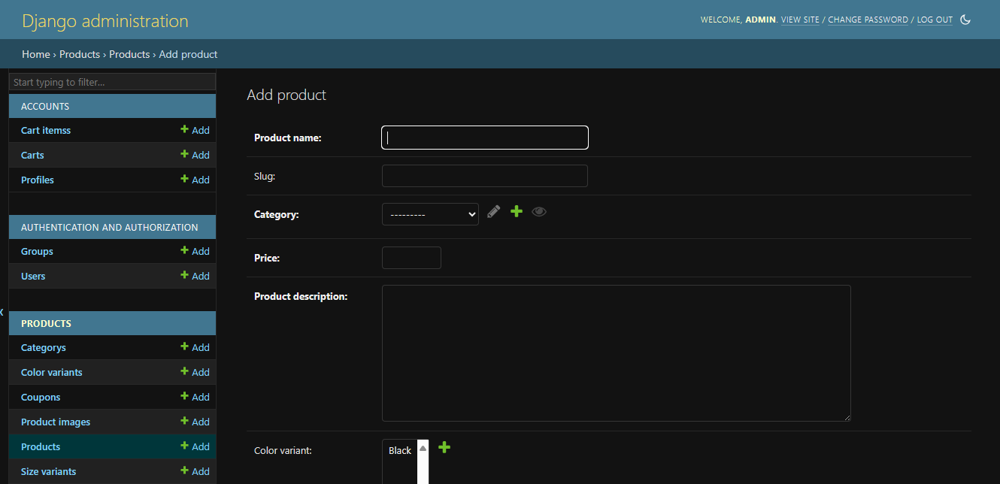 Django administration
WELCOME, ADMIN. VIEW SITE / CHANGE PASSWORD / LOG OUT
Home › Products › Products › Add product
Start typing to filter...
ACCOUNTS
Cart itemss + Add
Carts + Add
Profiles + Add
AUTHENTICATION AND AUTHORIZATION
Groups + Add
Users + Add
PRODUCTS
Categorys + Add
Color variants + Add
Coupons + Add
Product images + Add
Products + Add
Size variants + Add
Add product
Product name:
Slug:
Category: ---------
Price:
Product description:
Color variant: Black